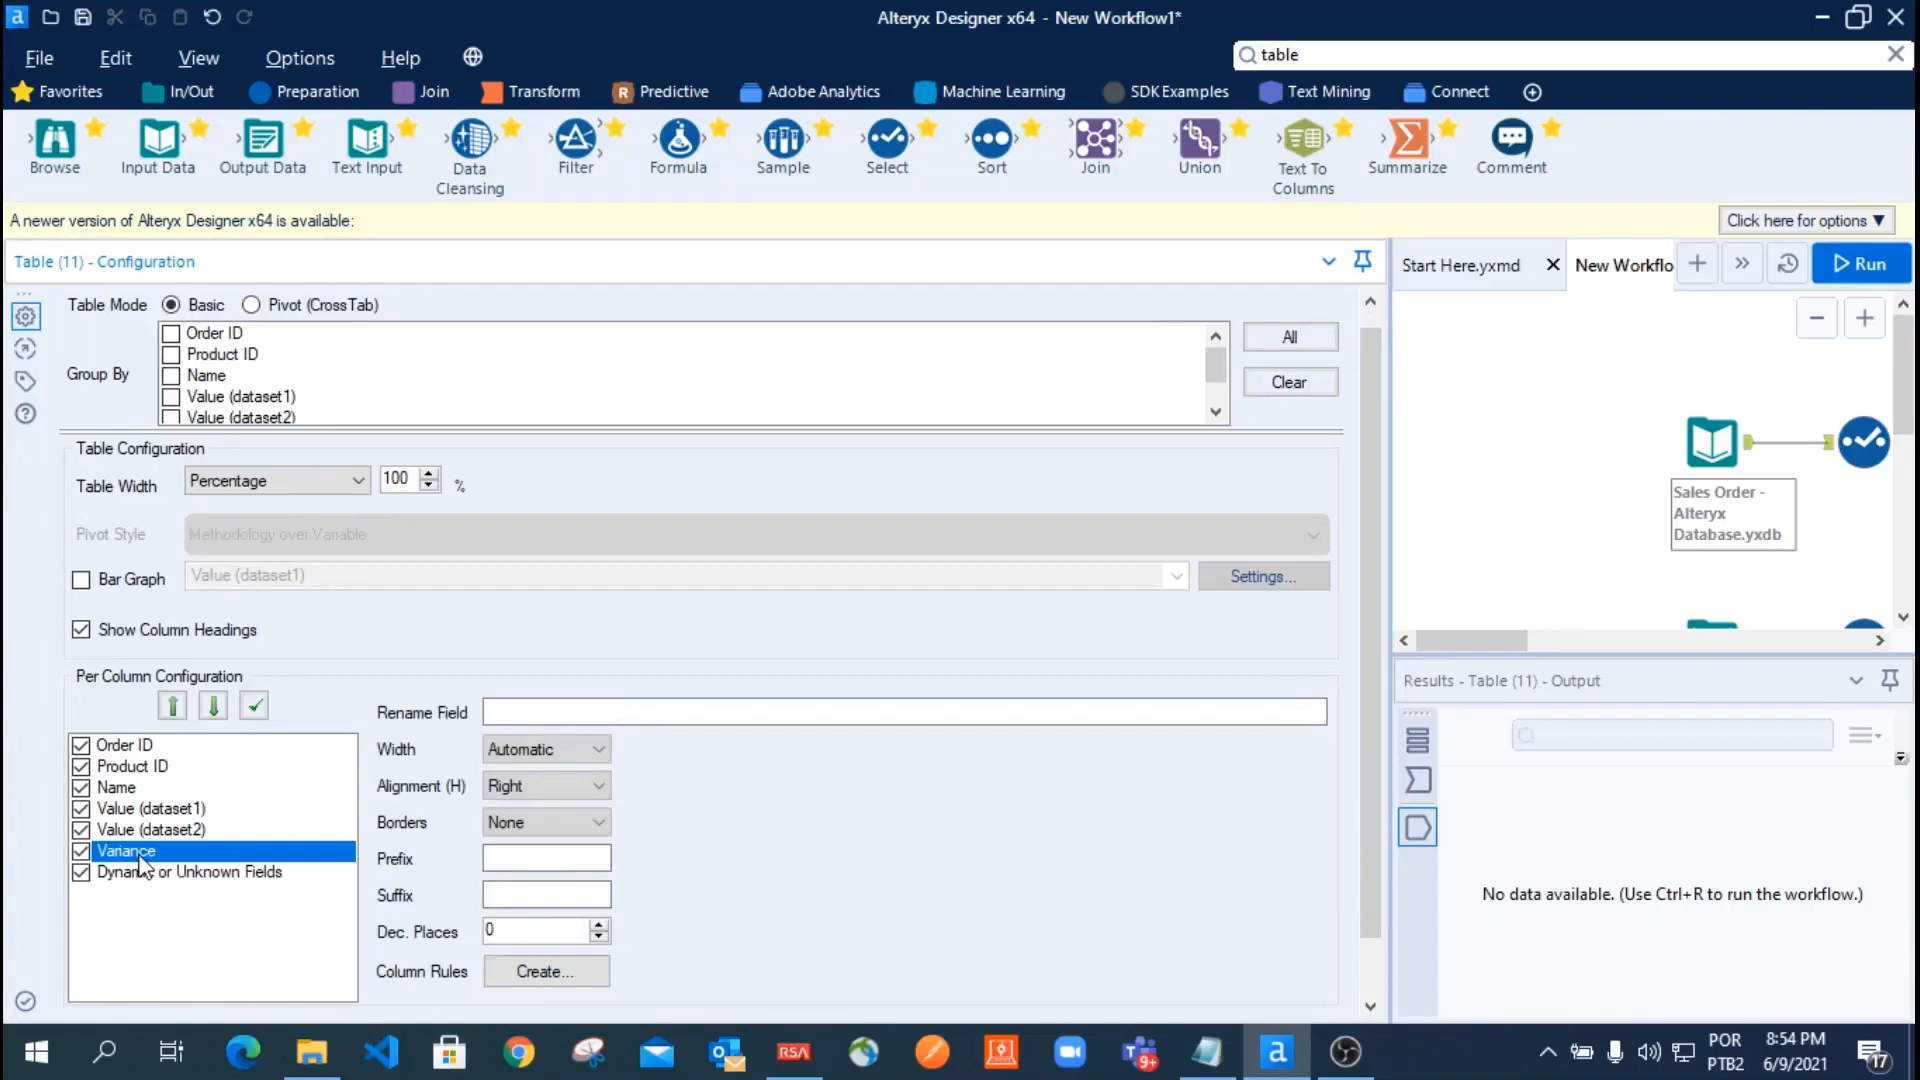 Alteryx Designer x64 - New Workflow1*
File Edit View Options Help
table
Favorites In/Out Preparation Join Transform Predictive Adobe Analytics Machine Learning SDK Examples Text Mining Connect
Browse Input Data Output Data Text Input Data Cleansing Filter Formula Sample Select Sort Join Union Text To Columns Summarize Comment
A newer version of Alteryx Designer x64 is available:
Click here for options ▼
Table (11) - Configuration
Start Here.yxmd
New Workflo
Run
Table Mode Basic Pivot (CrossTab)
Group By
Order ID
Product ID
Name
Value (dataset1)
Value (dataset2)
All
Clear
Table Configuration
Table Width Percentage 100 %
Pivot Style Methodology over Variable
Bar Graph Value (dataset1) Settings...
Show Column Headings
Per Column Configuration
Order ID
Product ID
Name
Value (dataset1)
Value (dataset2)
Variance
Dynamic or Unknown Fields
Rename Field
Width Automatic
Alignment (H) Right
Borders None
Prefix
Suffix
Dec. Places 0
Column Rules Create...
Sales Order -
Alteryx
Database.yxdb
Results - Table (11) - Output
No data available. (Use Ctrl+R to run the workflow.)
RSA
9+
POR
PTB2
8:54 PM
6/9/2021
17